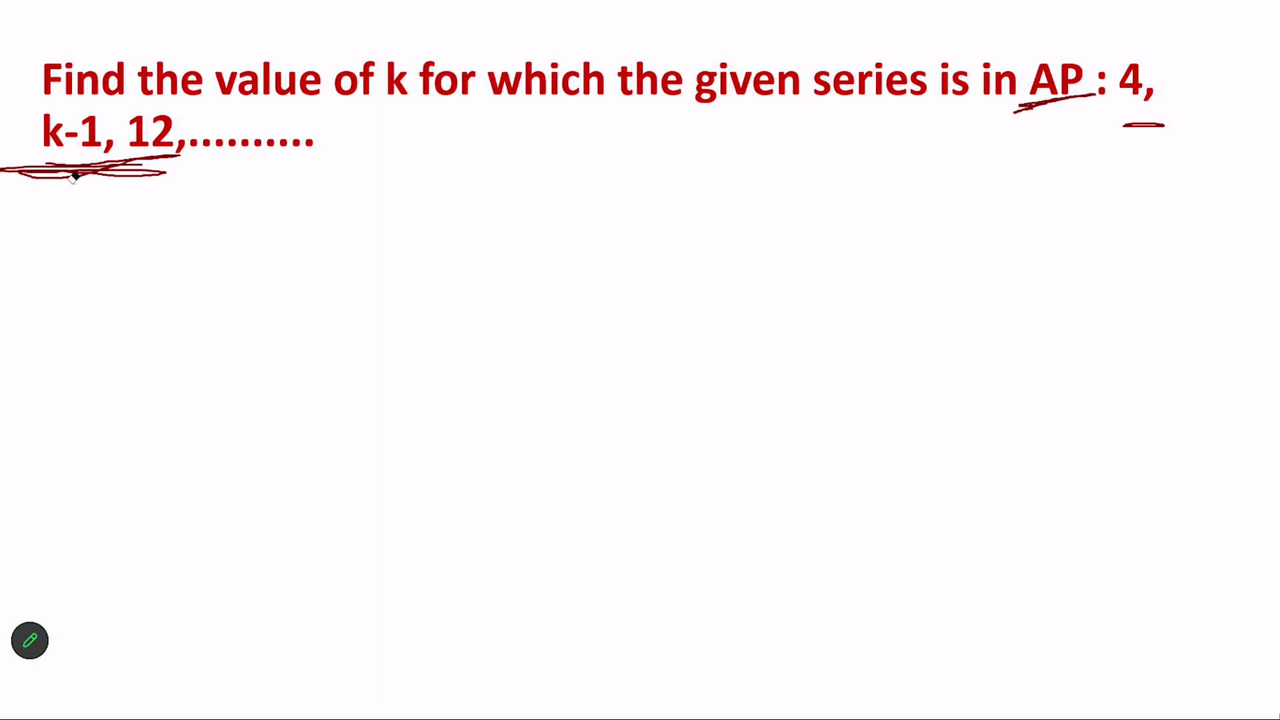 Find the value of k for which the given series is in AP : 4,
k-1, 12,..........